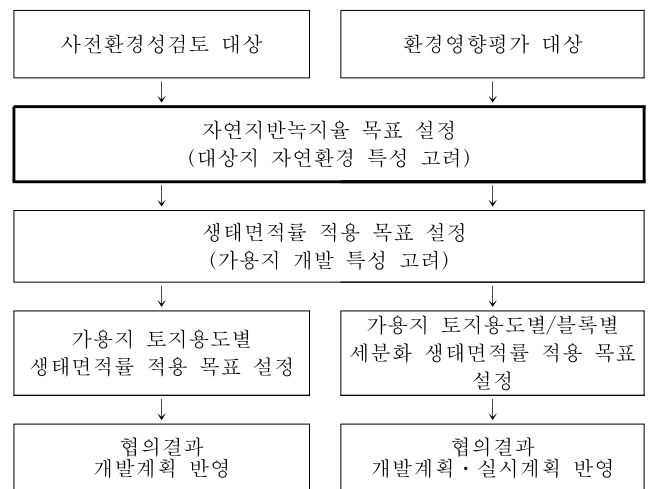 사전환경성검토 대상
환경영향평가 대상
자연지반녹지율 목표 설정
(대상지 자연환경 특성 고려)
생태면적률 적용 목표 설정
(가용지 개발 특성 고려)
가용지 토지용도별
생태면적률 적용 목표 설정
가용지 토지용도별/블록별
세분화 생태면적률 적용 목표
설정
협의결과
개발계획 반영
협의결과
개발계획·실시계획 반영